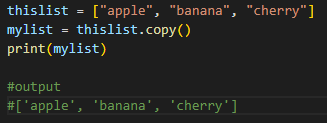 thislist = ["apple", "banana", "cherry"]
mylist = thislist.copy()
print(mylist)
#output
#['apple', 'banana', 'cherry']